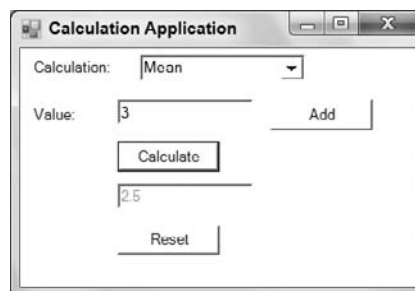 Calculation Application
Calculation: Mean
Value: 3 Add
Calculate
2.5
Reset